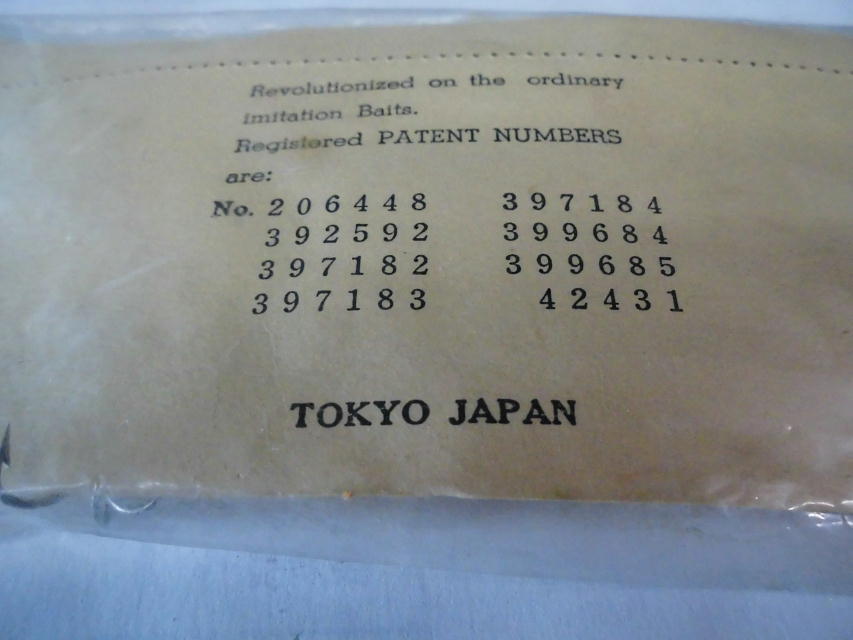 Revolutionized on the ordinary
imitation Baits.
Registered PATENT NUMBERS
are:
No. 206448 397184
392592 399684
397182 399685
397183 42431
TOKYO JAPAN